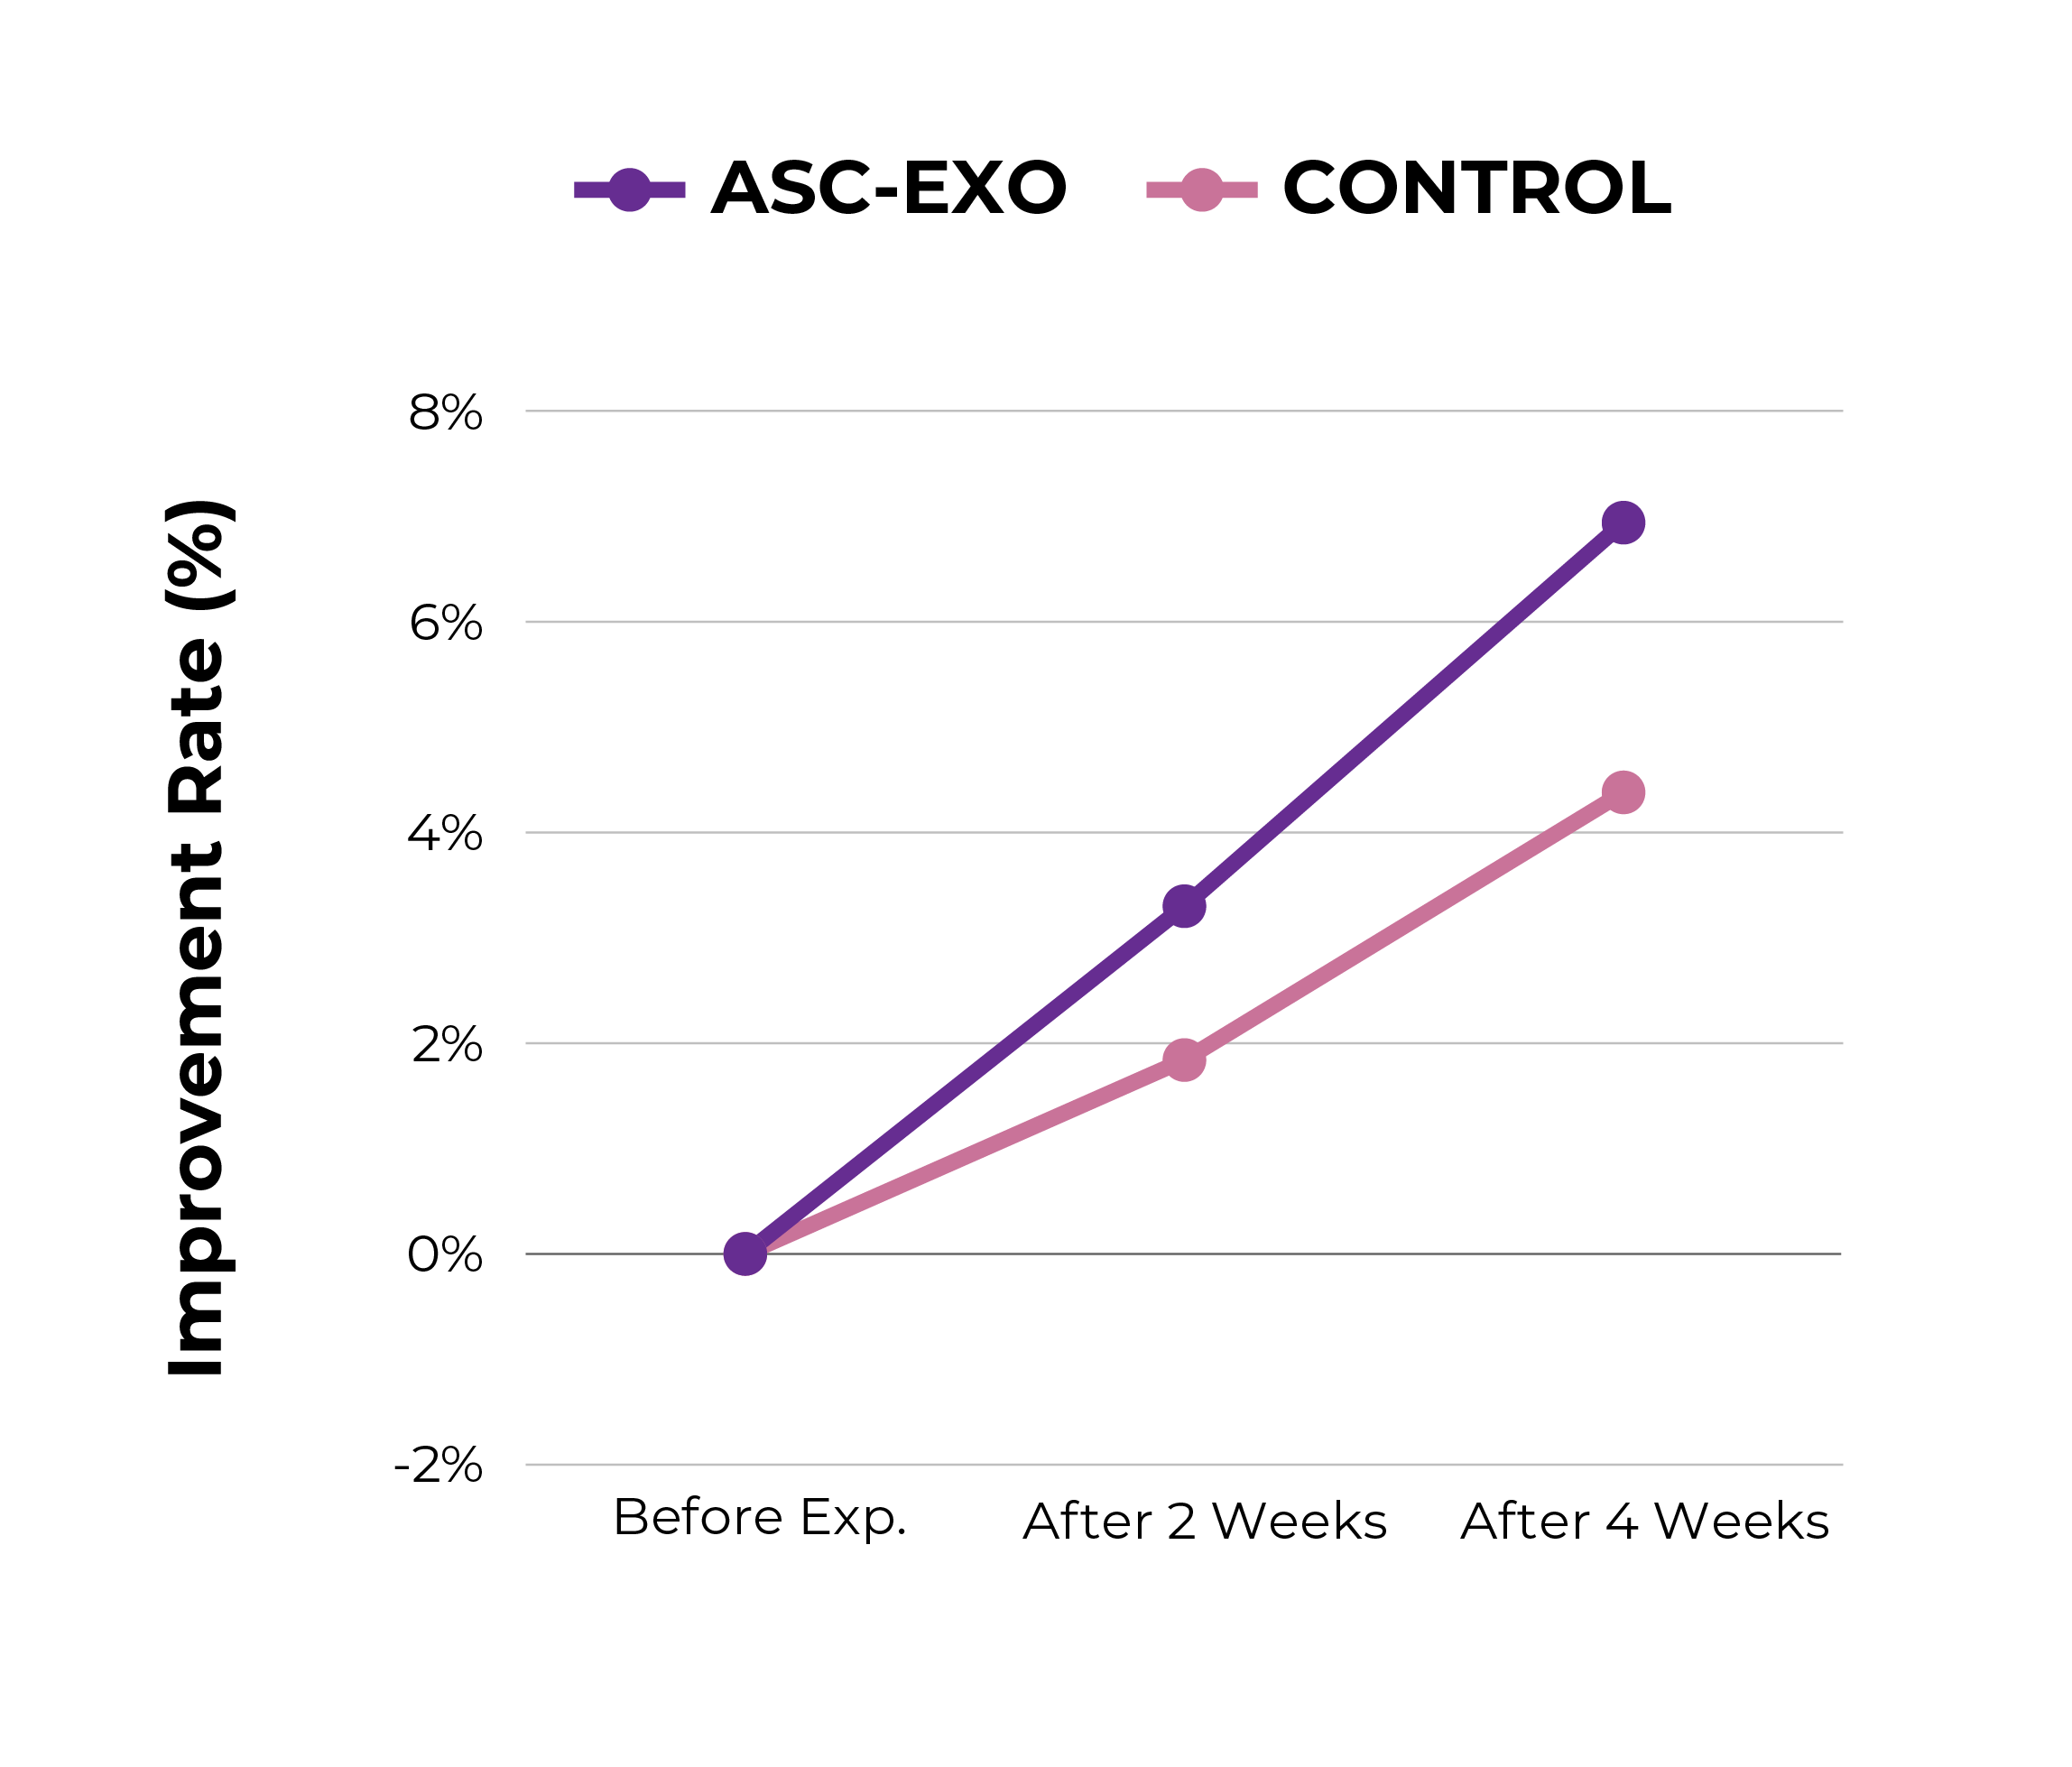 ASC-EXO CONTROL
Improvement Rate (%)
8%
6%
4%
2%
0%
-2%
Before Exp. After 2 Weeks After 4 Weeks